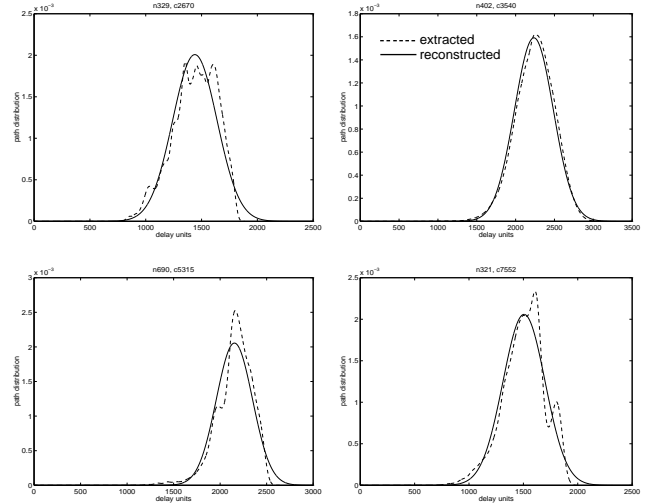 n329, c2670
x 10⁻³
2.5
2
1.5
1
0.5
0
path distribution
0 500 1000 1500 2000 2500
delay units
n402, c3540
x 10⁻³
1.8
1.6
1.4
1.2
1
0.8
0.6
0.4
0.2
0
path distribution
extracted
reconstructed
0 500 1000 1500 2000 2500 3000 3500
delay units
n690, c5315
x 10⁻³
3
2.5
2
1.5
1
0.5
0
path distribution
0 500 1000 1500 2000 2500 3000
delay units
n321, c7552
x 10⁻³
2.5
2
1.5
1
0.5
0
path distribution
0 500 1000 1500 2000 2500
delay units